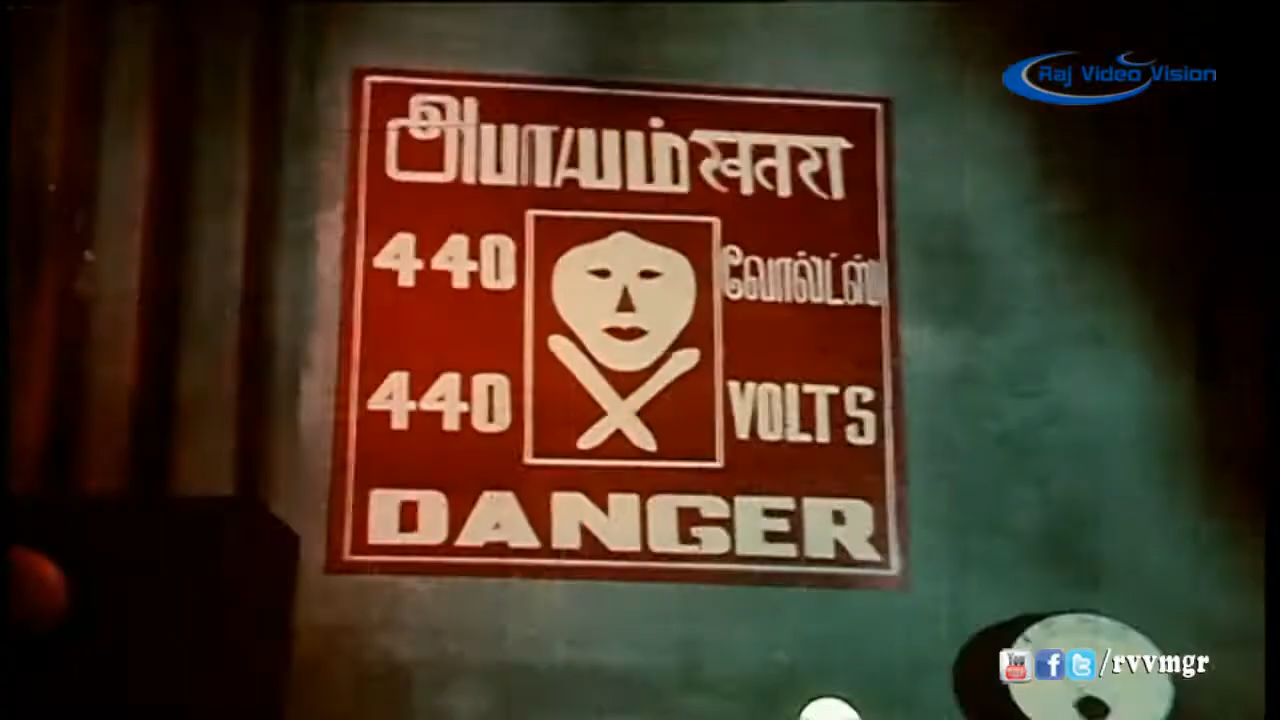 Raj Video Vision
அபாயம் खतरा
440 வோல்ட்ஸ்
440 VOLTS
DANGER
/rvvmgr